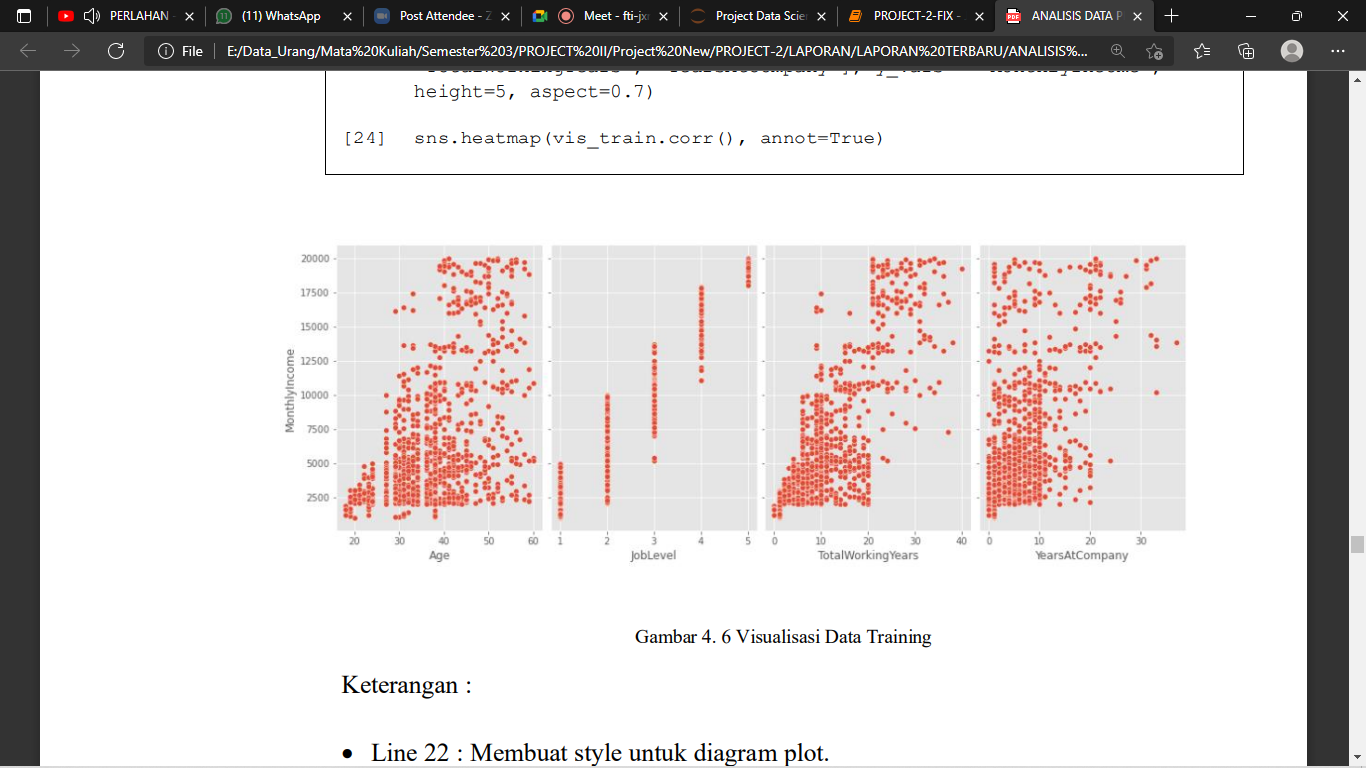 PERLAHAN
(11) WhatsApp
Post Attendee - Z
Meet - fti-jxr
Project Data Scien
PROJECT-2-FIX -
PDF
ANALISIS DATA P
11
File
E:/Data_Urang/Mata%20Kuliah/Semester%203/PROJECT%20II/Project%20New/PROJECT-2/LAPORAN/LAPORAN%20TERBARU/ANALISIS%...
height=5, aspect=0.7)
[24] sns.heatmap(vis_train.corr(), annot=True)
20000
17500
15000
12500
10000
7500
5000
2500
MonthlyIncome
20 30 40 50 60
1 2 3 4 5
0 10 20 30 40
0 10 20 30
Age
JobLevel
TotalWorkingYears
YearsAtCompany
Gambar 4. 6 Visualisasi Data Training
Keterangan :
• Line 22 : Membuat style untuk diagram plot.